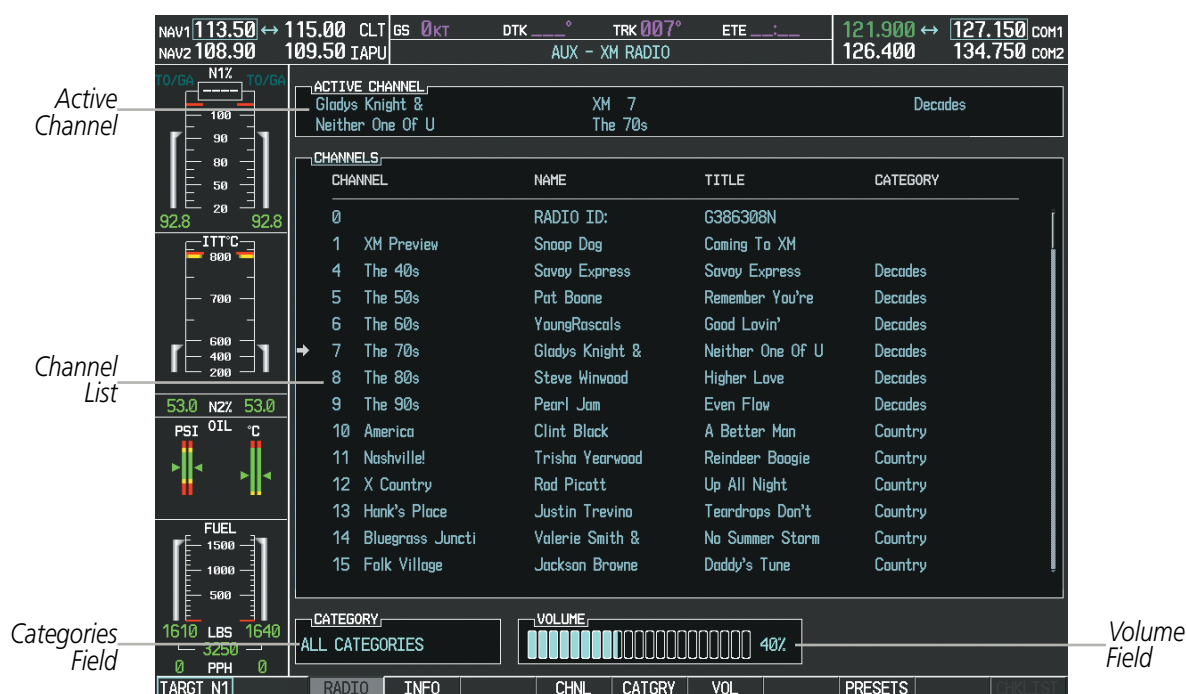 NAV1 113.50 ↔ 115.00 CLT GS 0KT DTK ___° TRK 007° ETE __:__ 121.900 ↔ 127.150 COM1
NAV2 108.90 109.50 IAPU AUX - XM RADIO 126.400 134.750 COM2
TO/GA N1% TO/GA
----
100
90
80
50
20
92.8 92.8
ITT°C
800
700
600
400
200
53.0 N2% 53.0
PSI OIL °C
FUEL
1500
1000
500
1610 LBS 1640
3250
0 PPH 0
Active
Channel
ACTIVE CHANNEL
Gladys Knight & XM 7 Decades
Neither One Of U The 70s
CHANNELS
CHANNEL NAME TITLE CATEGORY
0 RADIO ID: G386308N
1 XM Preview Snoop Dog Coming To XM
4 The 40s Savoy Express Savoy Express Decades
5 The 50s Pat Boone Remember You're Decades
6 The 60s YoungRascals Good Lovin' Decades
7 The 70s Gladys Knight & Neither One Of U Decades
8 The 80s Steve Winwood Higher Love Decades
9 The 90s Pearl Jam Even Flow Decades
10 America Clint Black A Better Man Country
11 Nashville! Trisha Yearwood Reindeer Boogie Country
12 X Country Rod Picott Up All Night Country
13 Hank's Place Justin Trevino Teardrops Don't Country
14 Bluegrass Juncti Valerie Smith & No Summer Storm Country
15 Folk Village Jackson Browne Daddy's Tune Country
Channel
List
Categories
Field
CATEGORY
ALL CATEGORIES
VOLUME
40%
Volume
Field
TARGT N1 RADIO INFO CHNL CATGRY VOL PRESETS CHKLIST